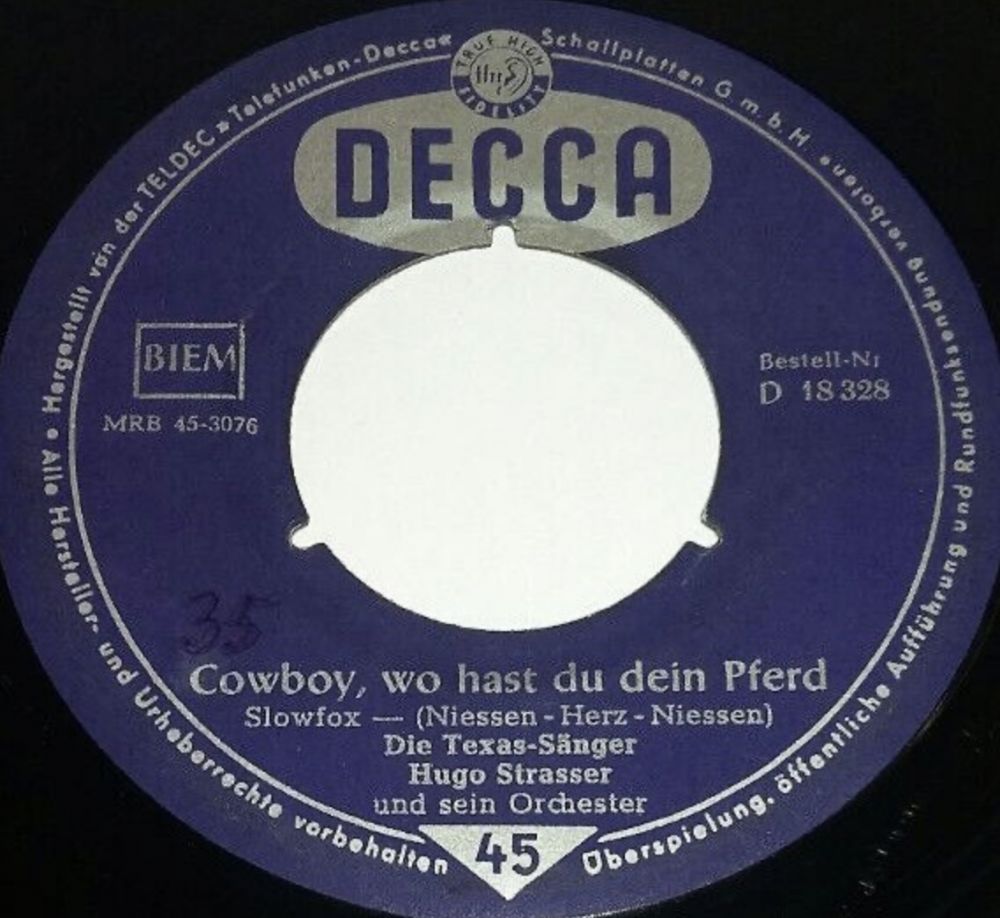 Hergestellt von der TELDEC »Telefunken-Decca« Schallplatten G.m.b.H. •
TRUE HIGH FIDELITY
DECCA
BIEM
MRB 45-3076
Bestell-Nr
D 18 328
35
Cowboy, wo hast du dein Pferd
Slowfox — (Niessen - Herz - Niessen)
Die Texas-Sänger
Hugo Strasser
und sein Orchester
45
• Alle Hersteller- und Urheberrechte vorbehalten
Überspielung, öffentliche Aufführung und Rundfunksendung verboten